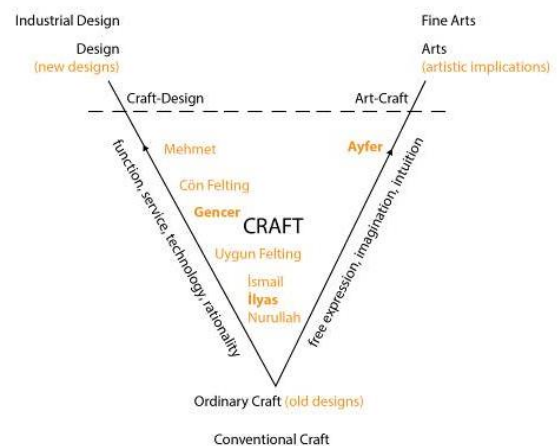 Industrial Design
Fine Arts
Design
(new designs)
Arts
(artistic implications)
Craft-Design
Art-Craft
function, service, technology, rationality
free expression, imagination, intuition
Mehmet
Ayfer
Cön Felting
Gencer
CRAFT
Uygun Felting
İsmail
İlyas
Nurullah
Ordinary Craft (old designs)
Conventional Craft